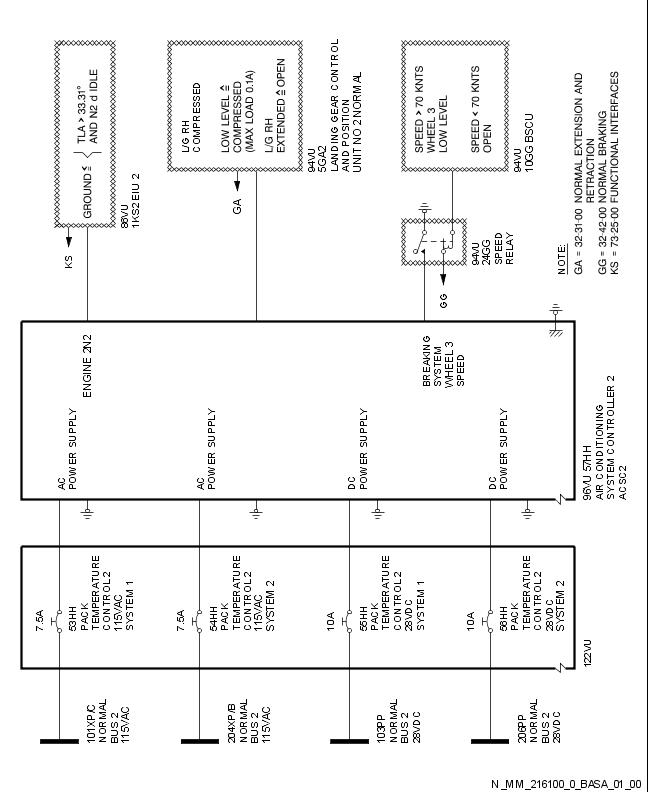 TLA > 33.31°
AND N2 d IDLE
GROUND ≤
86VU
1KS2 EIU 2
KS
L/G RH
COMPRESSED
LOW LEVEL ≙
COMPRESSED
(MAX LOAD 0.1A)
L/G RH
EXTENDED ≙ OPEN
94VU
5GA2
LANDING GEAR CONTROL
AND POSITION
UNIT NO 2 NORMAL
GA
SPEED > 70 KNTS
WHEEL 3
LOW LEVEL
SPEED < 70 KNTS
OPEN
94VU
10GG BSCU
94VU
24GG
SPEED
RELAY
GG
NOTE:
GA = 32-31-00 NORMAL EXTENSION AND
RETRACTION
GG = 32-42-00 NORMAL BRAKING
KS = 73-25-00 FUNCTIONAL INTERFACES
ENGINE 2N2
BREAKING
SYSTEM
WHEEL 3
SPEED
AC
POWER SUPPLY
AC
POWER SUPPLY
DC
POWER SUPPLY
DC
POWER SUPPLY
96VU 57HH
AIR CONDITIONING
SYSTEM CONTROLLER 2
ACSC2
7.5A
53HH
PACK
TEMPERATURE
CONTROL 2
115VAC
SYSTEM 1
7.5A
54HH
PACK
TEMPERATURE
CONTROL 2
115VAC
SYSTEM 2
10A
55HH
PACK
TEMPERATURE
CONTROL 2
28VDC
SYSTEM 1
10A
56HH
PACK
TEMPERATURE
CONTROL 2
28VDC
SYSTEM 2
122VU
101XP/C
NORMAL
BUS 2
115VAC
204XP/B
NORMAL
BUS 2
115VAC
103PP
NORMAL
BUS 2
28VDC
206PP
NORMAL
BUS 2
28VDC
N_MM_216100_0_BASA_01_00